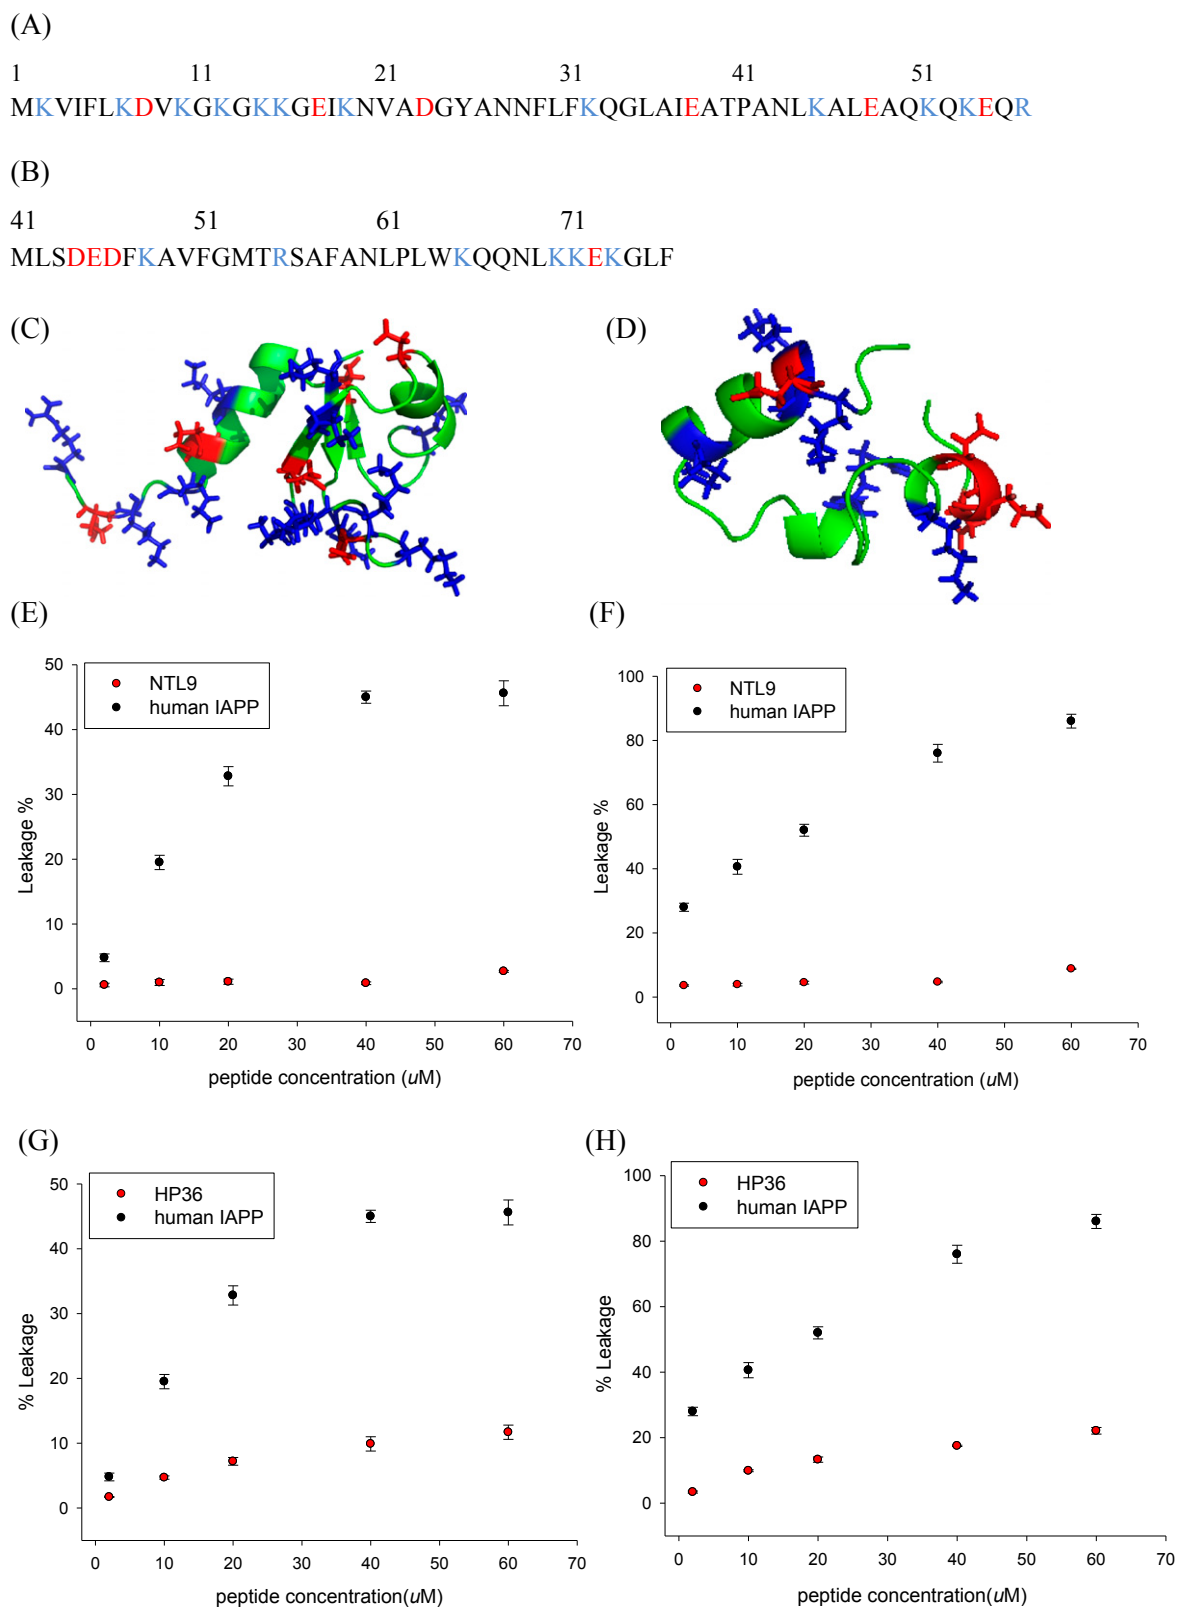 (A)
1 11 21 31 41 51
MKVIFLKDVKGKGKKGEIKNVADGYANNFLFKQGLAIEATPANLKALEAQKQKEQR
(B)
41 51 61 71
MLSDEDFKAVFGMTRSAFANLPLWKQQNLKKEKGLF
(C)
(D)
(E)
NTL9
human IAPP
50
40
30
20
10
0
Leakage %
0 10 20 30 40 50 60 70
peptide concentration (uM)
(F)
NTL9
human IAPP
100
80
60
40
20
0
Leakage %
0 10 20 30 40 50 60 70
peptide concentration (uM)
(G)
HP36
human IAPP
50
40
30
20
10
0
% Leakage
0 10 20 30 40 50 60 70
peptide concentration(uM)
(H)
HP36
human IAPP
100
80
60
40
20
0
% Leakage
0 10 20 30 40 50 60 70
peptide concentration(uM)